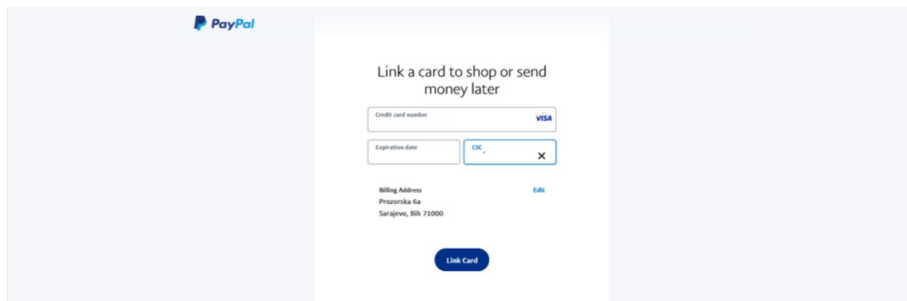 PayPal
Link a card to shop or send
money later
Credit card number
VISA
Expiration date
CSC
Billing Address
Edit
Prozorska 6a
Sarajevo, Bih 71000
Link Card